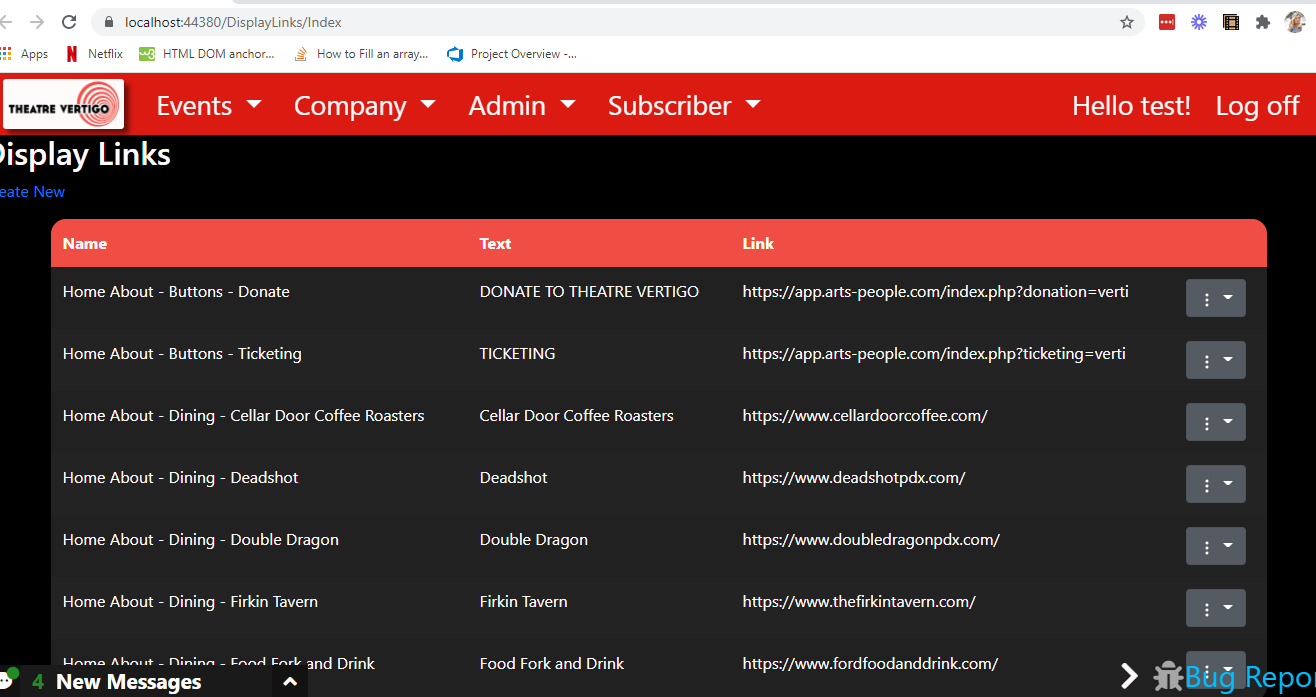 localhost:44380/DisplayLinks/Index
Apps Netflix HTML DOM anchor... How to Fill an array... Project Overview -...
THEATRE VERTIGO Events Company Admin Subscriber Hello test! Log off
Display Links
eate New
Name Text Link
Home About - Buttons - Donate DONATE TO THEATRE VERTIGO https://app.arts-people.com/index.php?donation=verti
Home About - Buttons - Ticketing TICKETING https://app.arts-people.com/index.php?ticketing=verti
Home About - Dining - Cellar Door Coffee Roasters Cellar Door Coffee Roasters https://www.cellardoorcoffee.com/
Home About - Dining - Deadshot Deadshot https://www.deadshotpdx.com/
Home About - Dining - Double Dragon Double Dragon https://www.doubledragonpdx.com/
Home About - Dining - Firkin Tavern Firkin Tavern https://www.thefirkintavern.com/
Home About - Dining - Food Fork and Drink Food Fork and Drink https://www.fordfoodanddrink.com/
4 New Messages Bug Repo